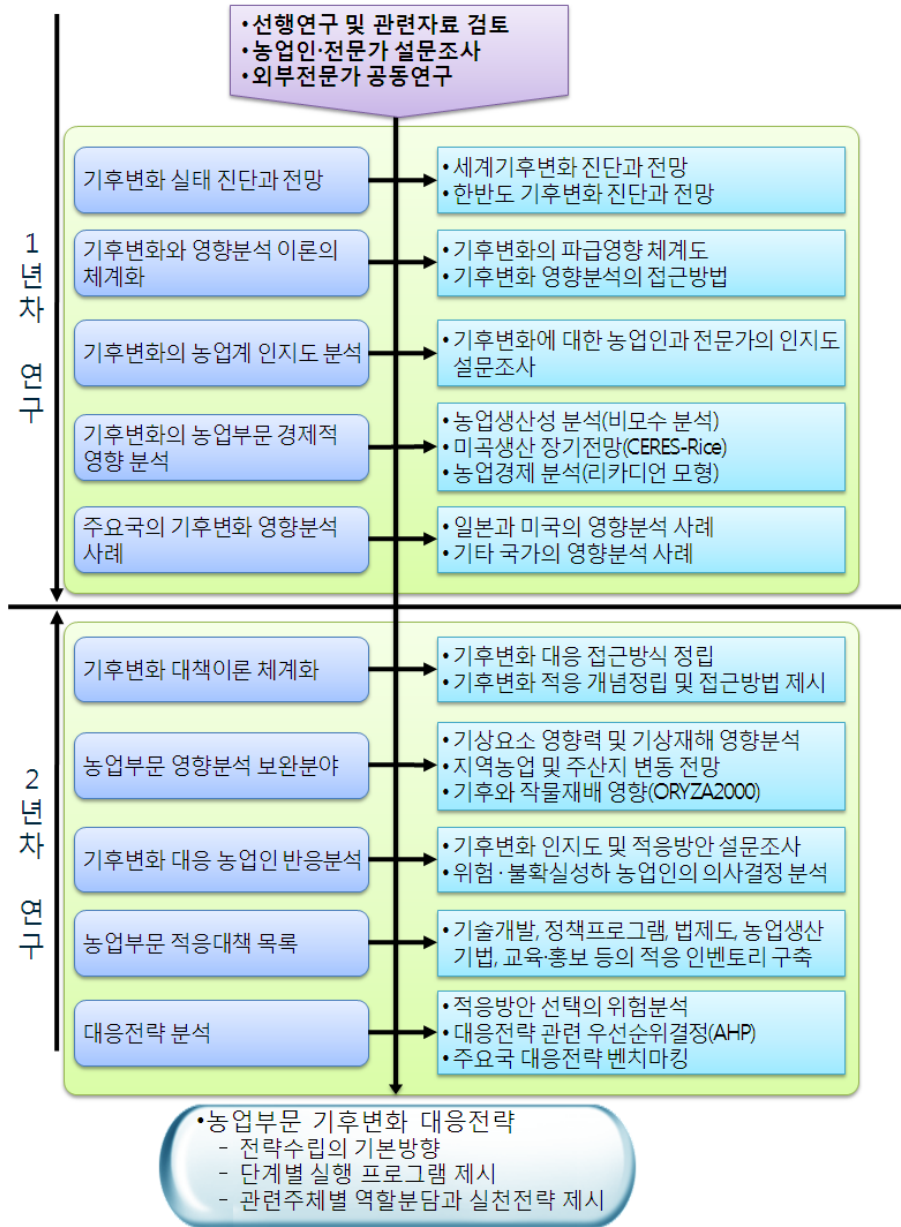 •선행연구 및 관련자료 검토
•농업인·전문가 설문조사
•외부전문가 공동연구
1년차 연구
기후변화 실태 진단과 전망
•세계기후변화 진단과 전망
•한반도 기후변화 진단과 전망
기후변화와 영향분석 이론의
체계화
•기후변화의 파급영향 체계도
•기후변화 영향분석의 접근방법
기후변화의 농업계 인지도 분석
•기후변화에 대한 농업인과 전문가의 인지도
설문조사
기후변화의 농업부문 경제적
영향 분석
•농업생산성 분석(비모수 분석)
•미곡생산 장기전망(CERES-Rice)
•농업경제 분석(리카디언 모형)
주요국의 기후변화 영향분석
사례
•일본과 미국의 영향분석 사례
•기타 국가의 영향분석 사례
2년차 연구
기후변화 대책이론 체계화
•기후변화 대응 접근방식 정립
•기후변화 적응 개념정립 및 접근방법 제시
농업부문 영향분석 보완분야
•기상요소 영향력 및 기상재해 영향분석
•지역농업 및 주산지 변동 전망
•기후와 작물재배 영향(ORYZA2000)
기후변화 대응 농업인 반응분석
•기후변화 인지도 및 적응방안 설문조사
•위험·불확실성하 농업인의 의사결정 분석
농업부문 적응대책 목록
•기술개발, 정책프로그램, 법제도, 농업생산
기법, 교육·홍보 등의 적응 인벤토리 구축
대응전략 분석
•적응방안 선택의 위험분석
•대응전략 관련 우선순위결정(AHP)
•주요국 대응전략 벤치마킹
•농업부문 기후변화 대응전략
- 전략수립의 기본방향
- 단계별 실행 프로그램 제시
- 관련주체별 역할분담과 실천전략 제시